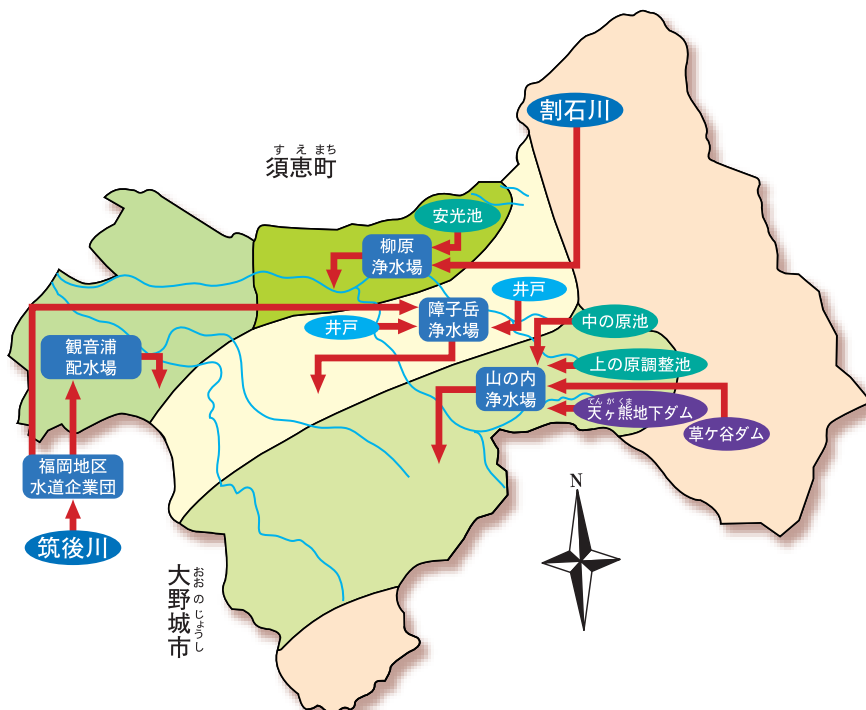 割石川
すえまち
須恵町
安光池
柳原
浄水場
井戸
障子岳
浄水場
井戸
中の原池
観音浦
配水場
上の原調整池
山の内
浄水場
てんがくま
天ヶ熊地下ダム
草ケ谷ダム
福岡地区
水道企業団
N
筑後川
おおのじょうし
大野城市